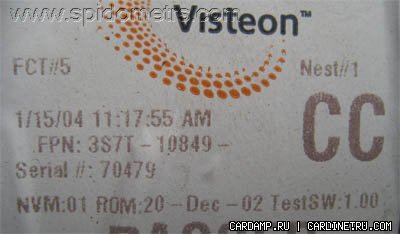 www.spidometrs.com
Visteon™
FCT#5 Nest#1
1/15/04 11:17:55 AM
.FPN: 3S7T - 10849 - CC
Serial #: 70479
NVM:01 ROM:20 - Dec - 02 TestSW:1.00
CARDAMP.RU | CARDINETRU.COM